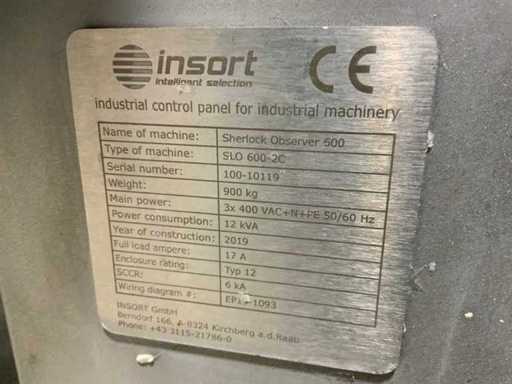 insort
intelligent selection
CE
industrial control panel for industrial machinery
Name of machine: Sherlock Observer 600
Type of machine: SLO 600-2C
Serial number: 100-10119
Weight: 900 kg
Main power: 3x 400 VAC+N+PE 50/60 Hz
Power consumption: 12 kVA
Year of construction: 2019
Full load ampere: 17 A
Enclosure rating: Typ 12
SCCR: 6 kA
Wiring diagram #:
INSORT GmbH
Berndorf 166, A-8324 Kirchberg a.d.Raab
Phone: +43 3115-21786-0